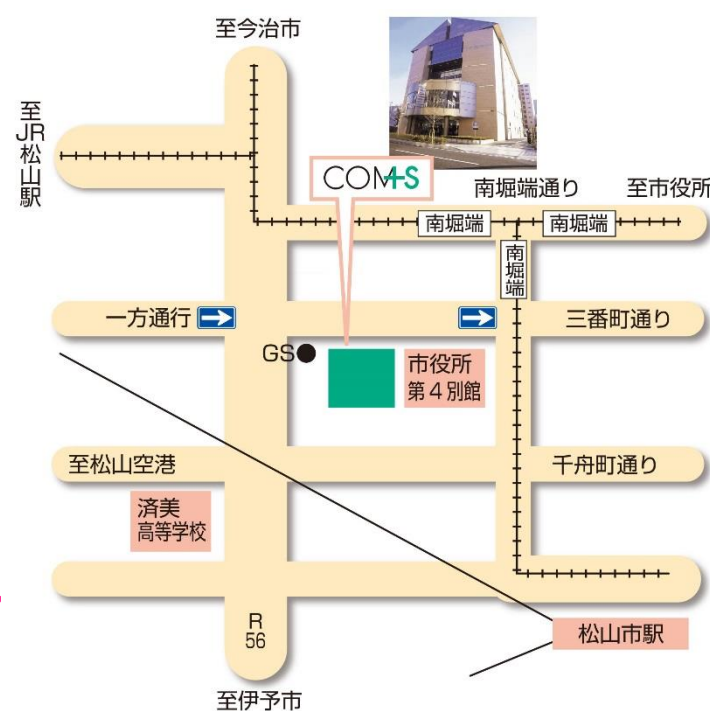 至今治市
至JR松山駅
COMS
南堀端通り
至市役所
南堀端
南堀端
南堀端
一方通行
三番町通り
GS
市役所
第4別館
至松山空港
千舟町通り
済美
高等学校
R
56
松山市駅
至伊予市